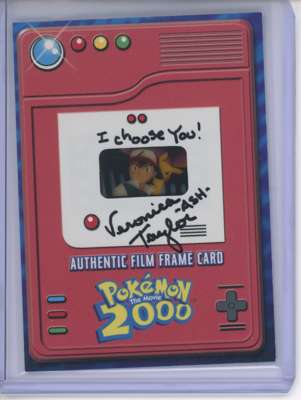 I choose You!
Veronica
"ASH"
Taylor
AUTHENTIC FILM FRAME CARD
POKéMON
THE MOVIE
2000